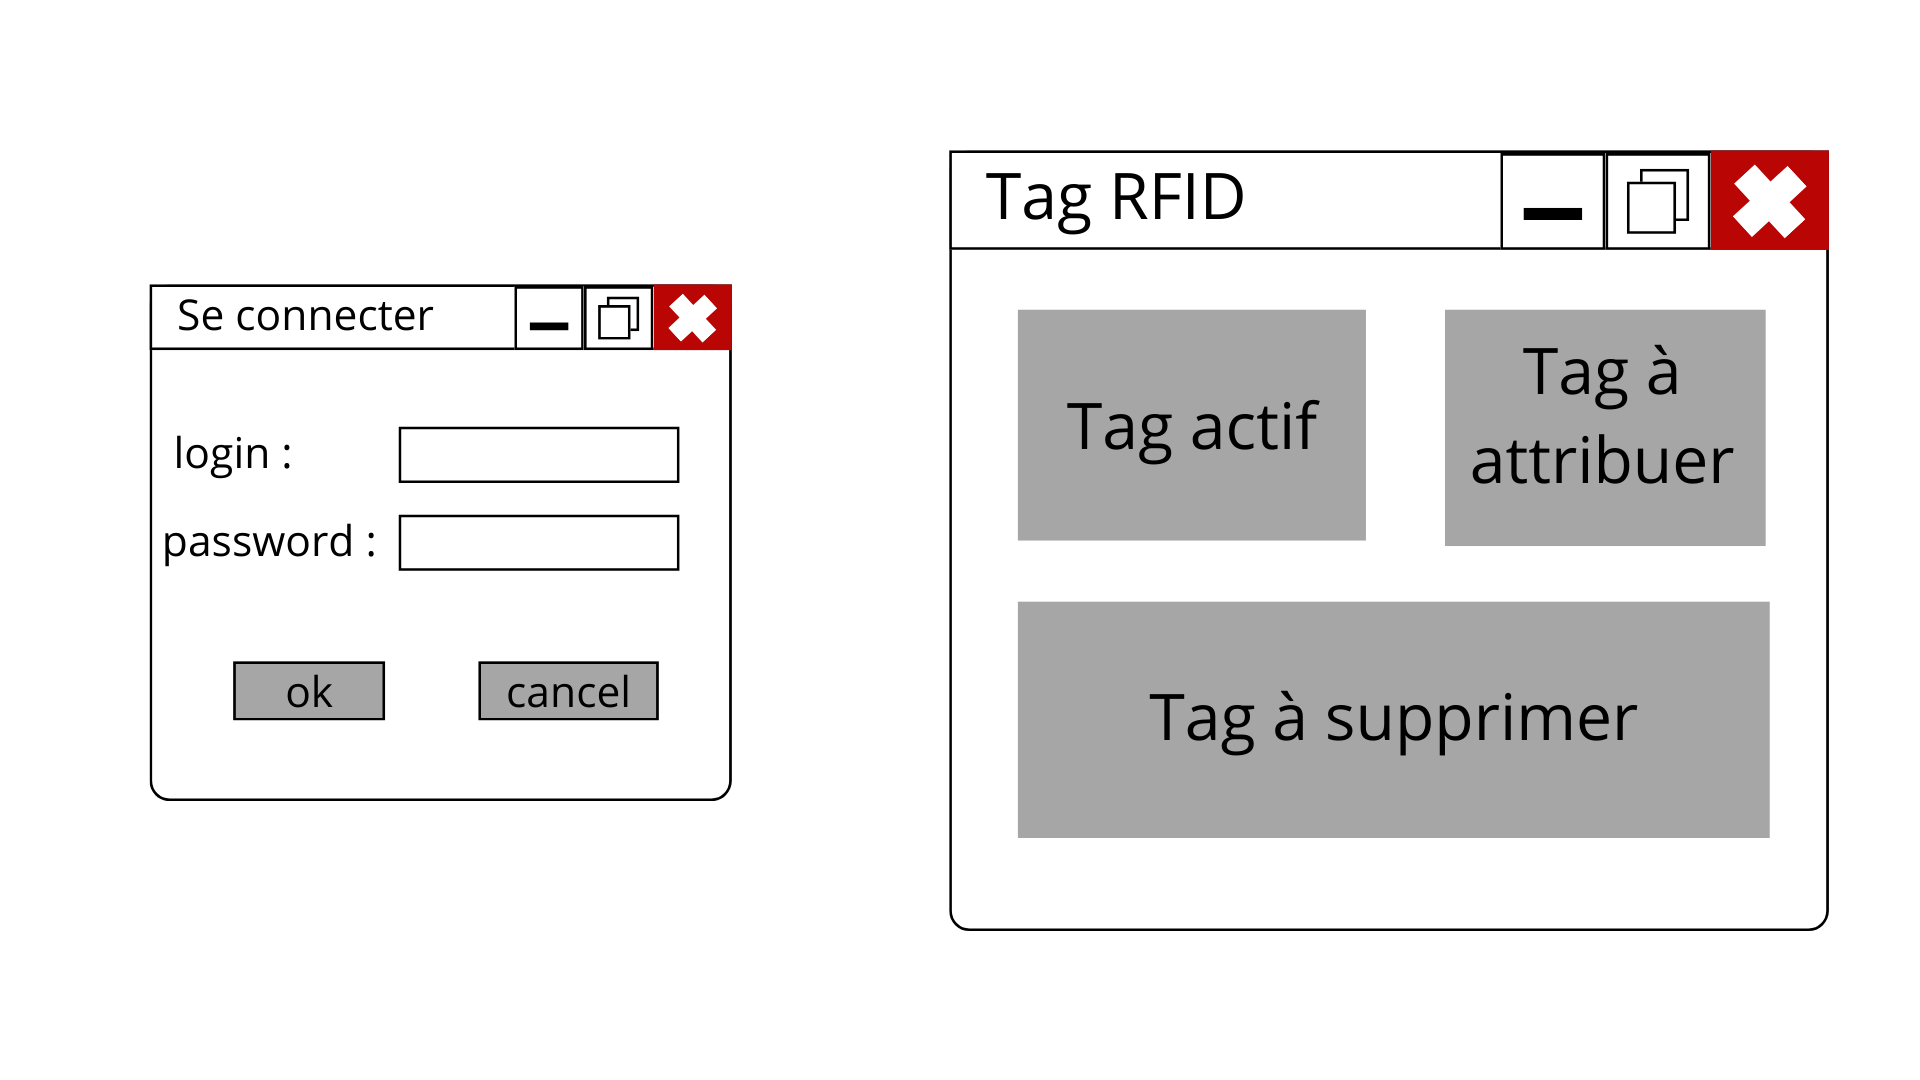 Se connecter
login :
password :
ok
cancel
Tag RFID
Tag actif
Tag à
attribuer
Tag à supprimer